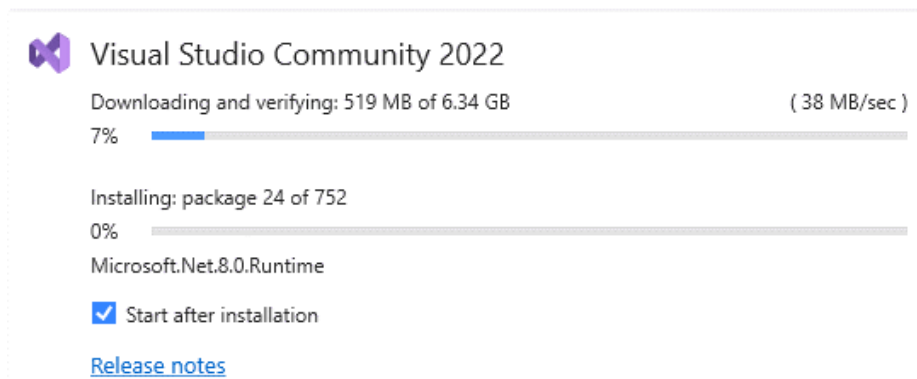 Visual Studio Community 2022
Downloading and verifying: 519 MB of 6.34 GB ( 38 MB/sec )
7%
Installing: package 24 of 752
0%
Microsoft.Net.8.0.Runtime
Start after installation
Release notes